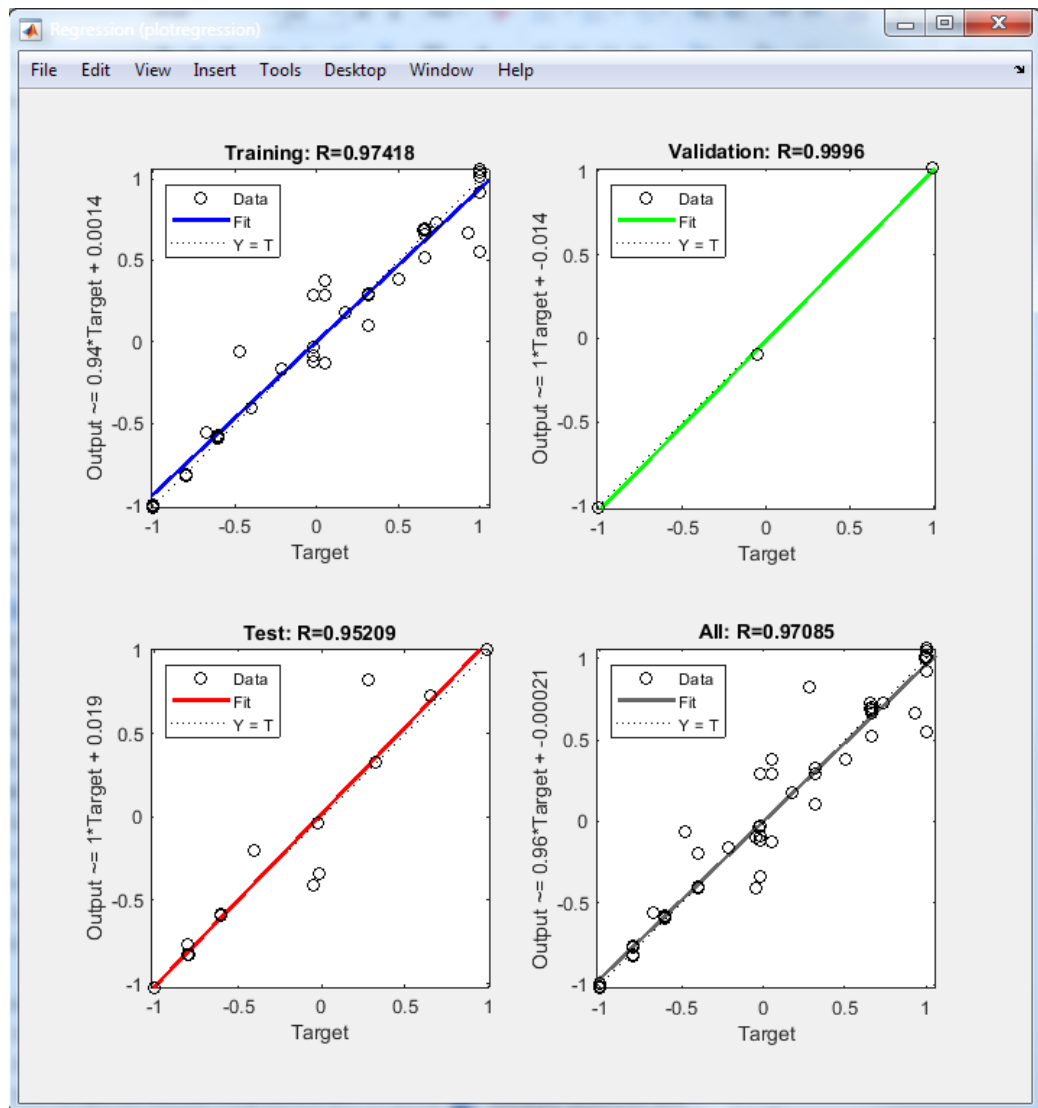 Regression (plotregression)
File Edit View Insert Tools Desktop Window Help
Training: R=0.97418
Output ~= 0.94*Target + 0.0014
1
0.5
0
-0.5
-1
Data
Fit
Y = T
-1 -0.5 0 0.5 1
Target
Validation: R=0.9996
Output ~= 1*Target + -0.014
1
0.5
0
-0.5
-1
Data
Fit
Y = T
-1 -0.5 0 0.5 1
Target
Test: R=0.95209
Output ~= 1*Target + 0.019
1
0.5
0
-0.5
-1
Data
Fit
Y = T
-1 -0.5 0 0.5 1
Target
All: R=0.97085
Output ~= 0.96*Target + -0.00021
1
0.5
0
-0.5
-1
Data
Fit
Y = T
-1 -0.5 0 0.5 1
Target